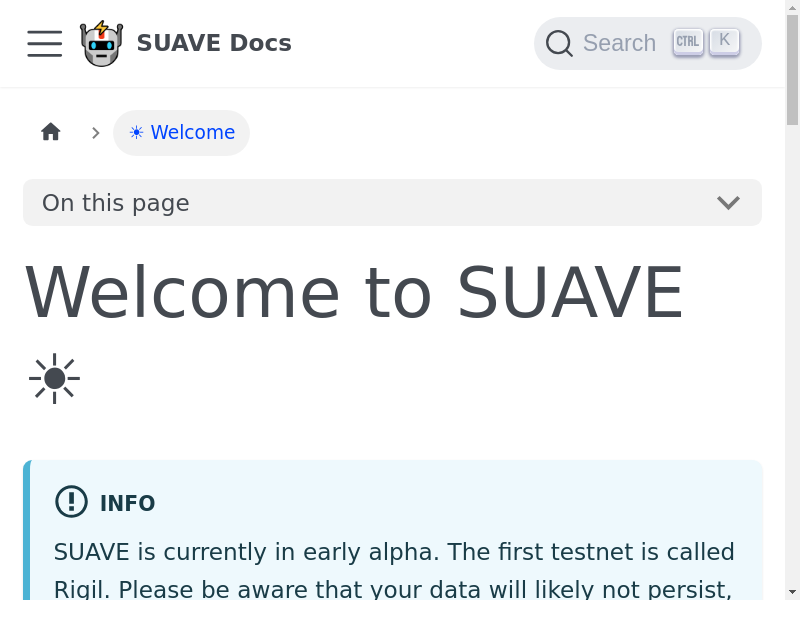 SUAVE Docs
Search CTRL K
☀ Welcome
On this page
Welcome to SUAVE
☀
INFO
SUAVE is currently in early alpha. The first testnet is called
Rigil. Please be aware that your data will likely not persist,